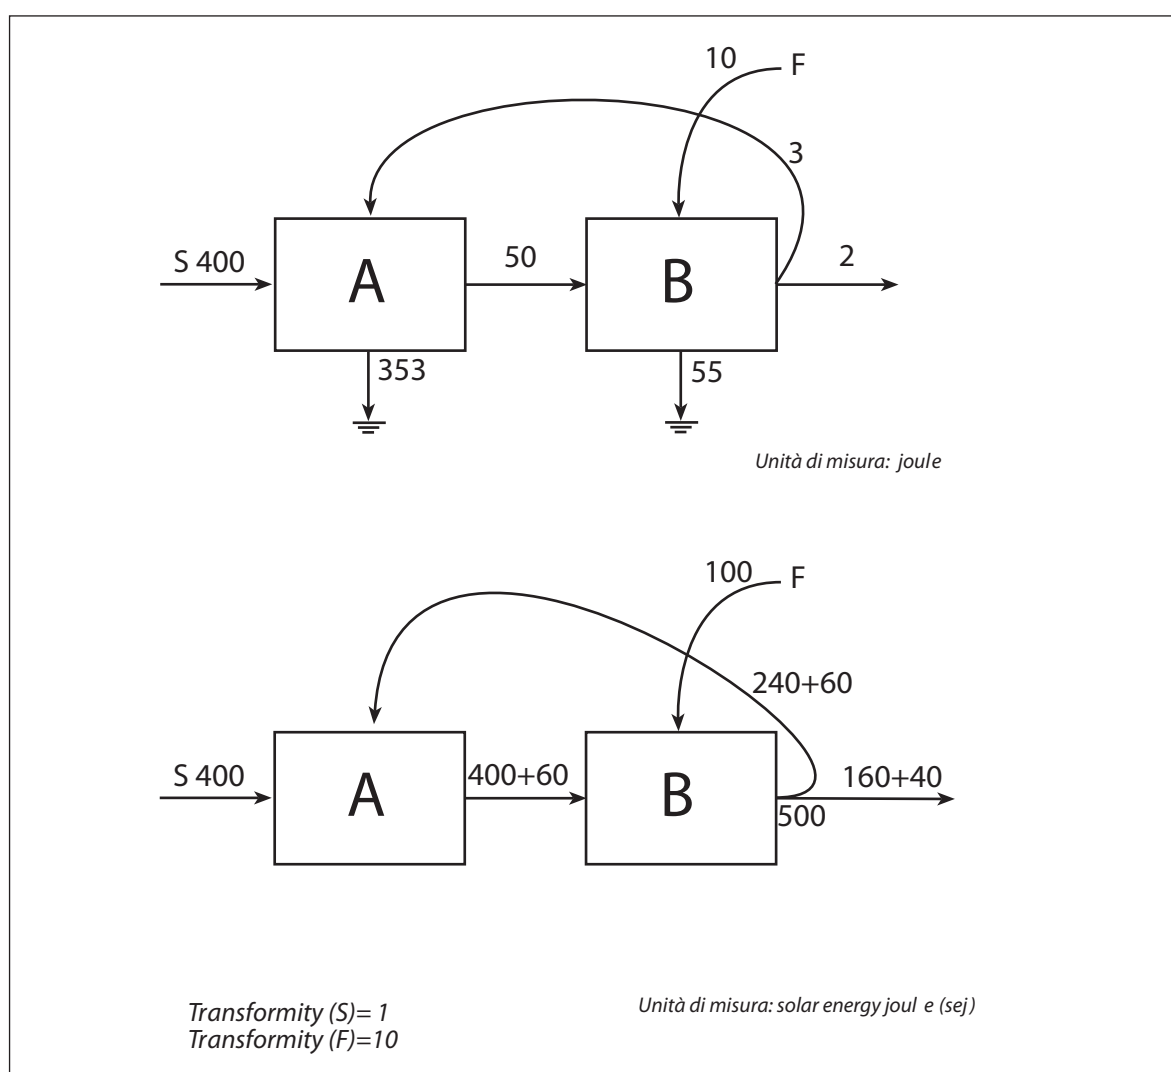 10 F
3
S 400
A
50
B
2
353
55
Unità di misura: joule
100 F
240+60
S 400
A
400+60
B
160+40
500
Transformity (S)= 1
Transformity (F)=10
Unità di misura: solar energy joul e (sej)